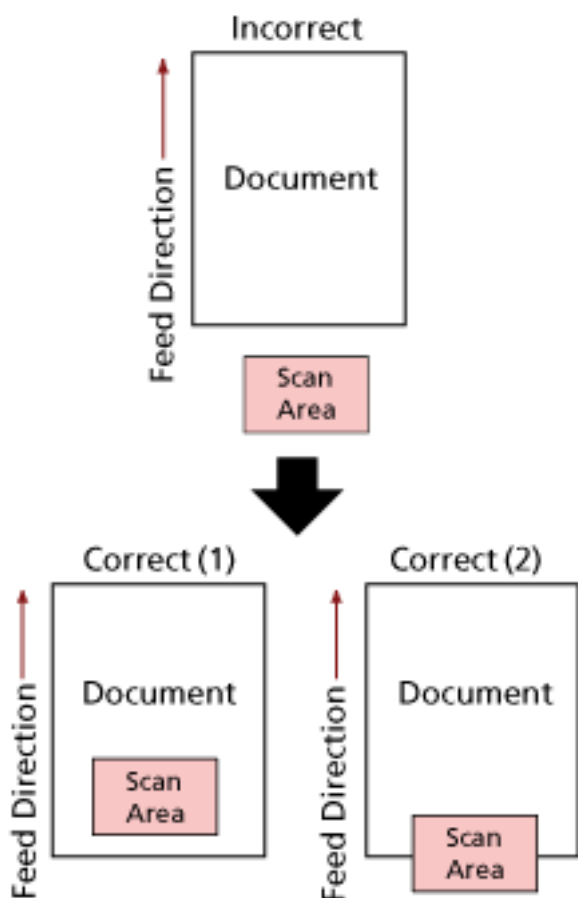 Incorrect
Feed Direction
Document
Scan
Area
Correct (1)
Feed Direction
Document
Scan
Area
Correct (2)
Feed Direction
Document
Scan
Area